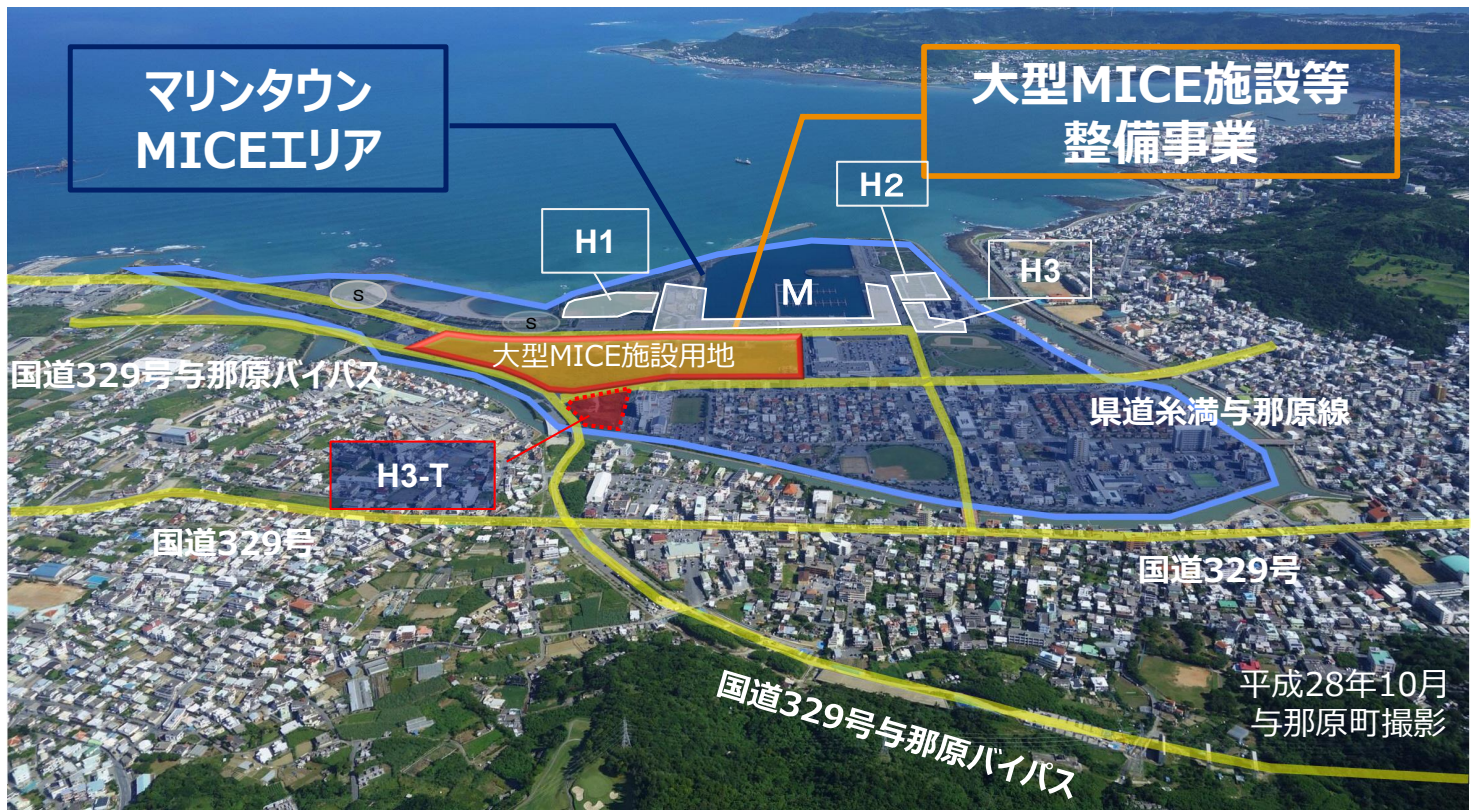 マリンタウン
MICEエリア
大型MICE施設等
整備事業
H2
H1
H3
M
s
s
大型MICE施設用地
国道329号与那原バイパス
県道糸満与那原線
H3-T
国道329号
国道329号
国道329号与那原バイパス
平成28年10月
与那原町撮影